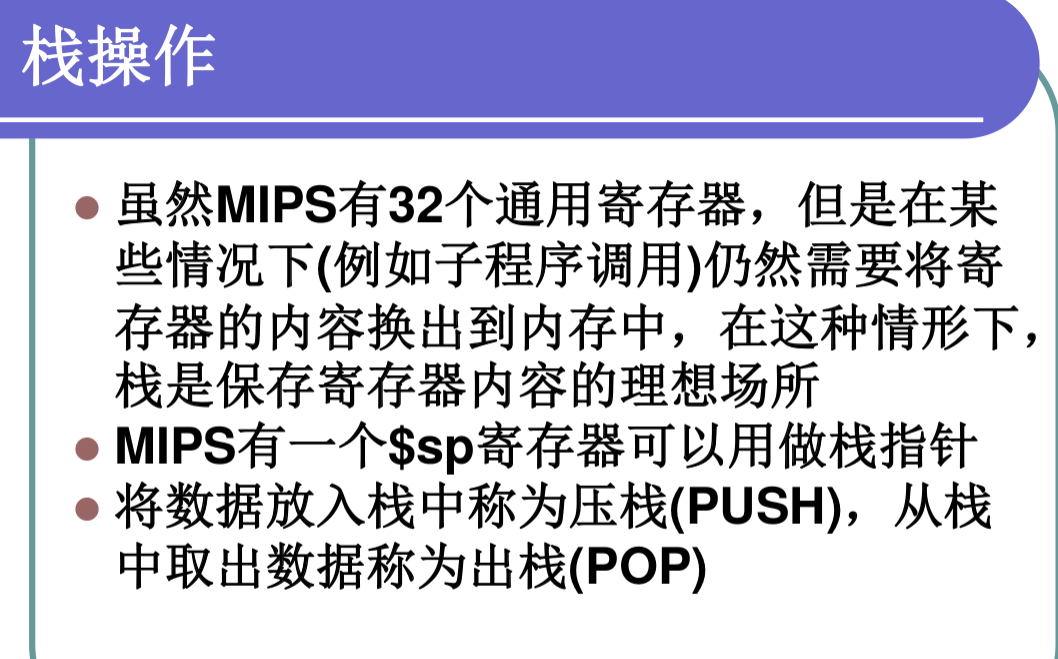 栈操作
虽然MIPS有32个通用寄存器，但是在某
些情况下(例如子程序调用)仍然需要将寄
存器的内容换出到内存中，在这种情形下，
栈是保存寄存器内容的理想场所
MIPS有一个$sp寄存器可以用做栈指针
将数据放入栈中称为压栈(PUSH)，从栈
中取出数据称为出栈(POP)